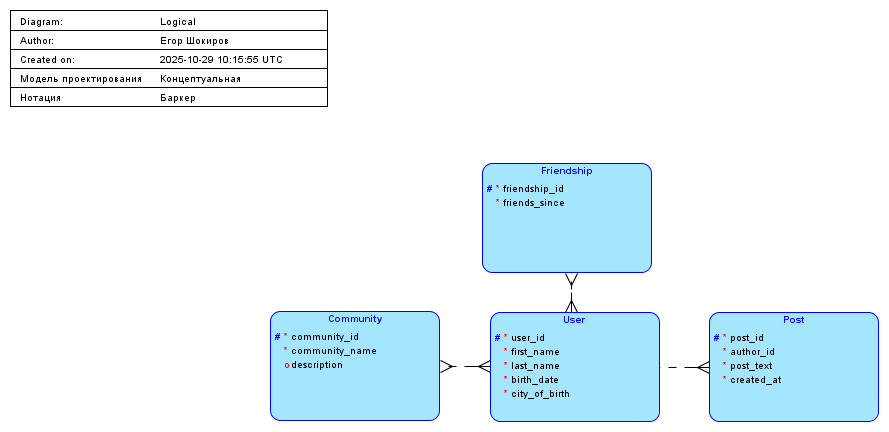 Diagram: Logical
Author: Егор Шокиров
Created on: 2025-10-29 10:15:55 UTC
Модель проектирования Концептуальная
Нотация Баркер
Friendship
# * friendship_id
* friends_since
Community
# * community_id
* community_name
o description
User
# * user_id
* first_name
* last_name
* birth_date
* city_of_birth
Post
# * post_id
* author_id
* post_text
* created_at